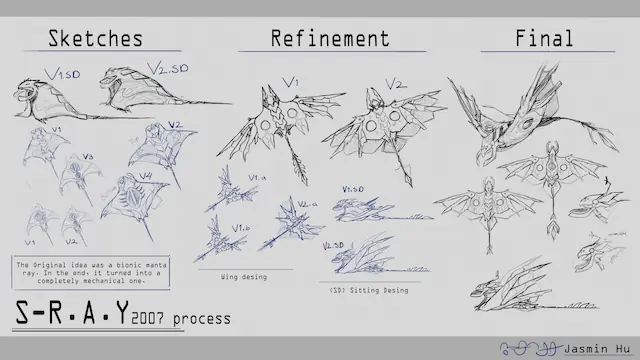 Sketches
Refinement
Final
V1.SD
V2.SD
V1
V2
V1
V2
V3
V4
V1
V2
V1.a
V2.a
V1.b
V1.SD
V2.SD
Wing desing
(SD) Sitting Desing
The Original idea was a bionic manta
ray. In the end, it turned into a
completely mechanical one.
S-R.A.Y 2007 process
Jasmin Hu